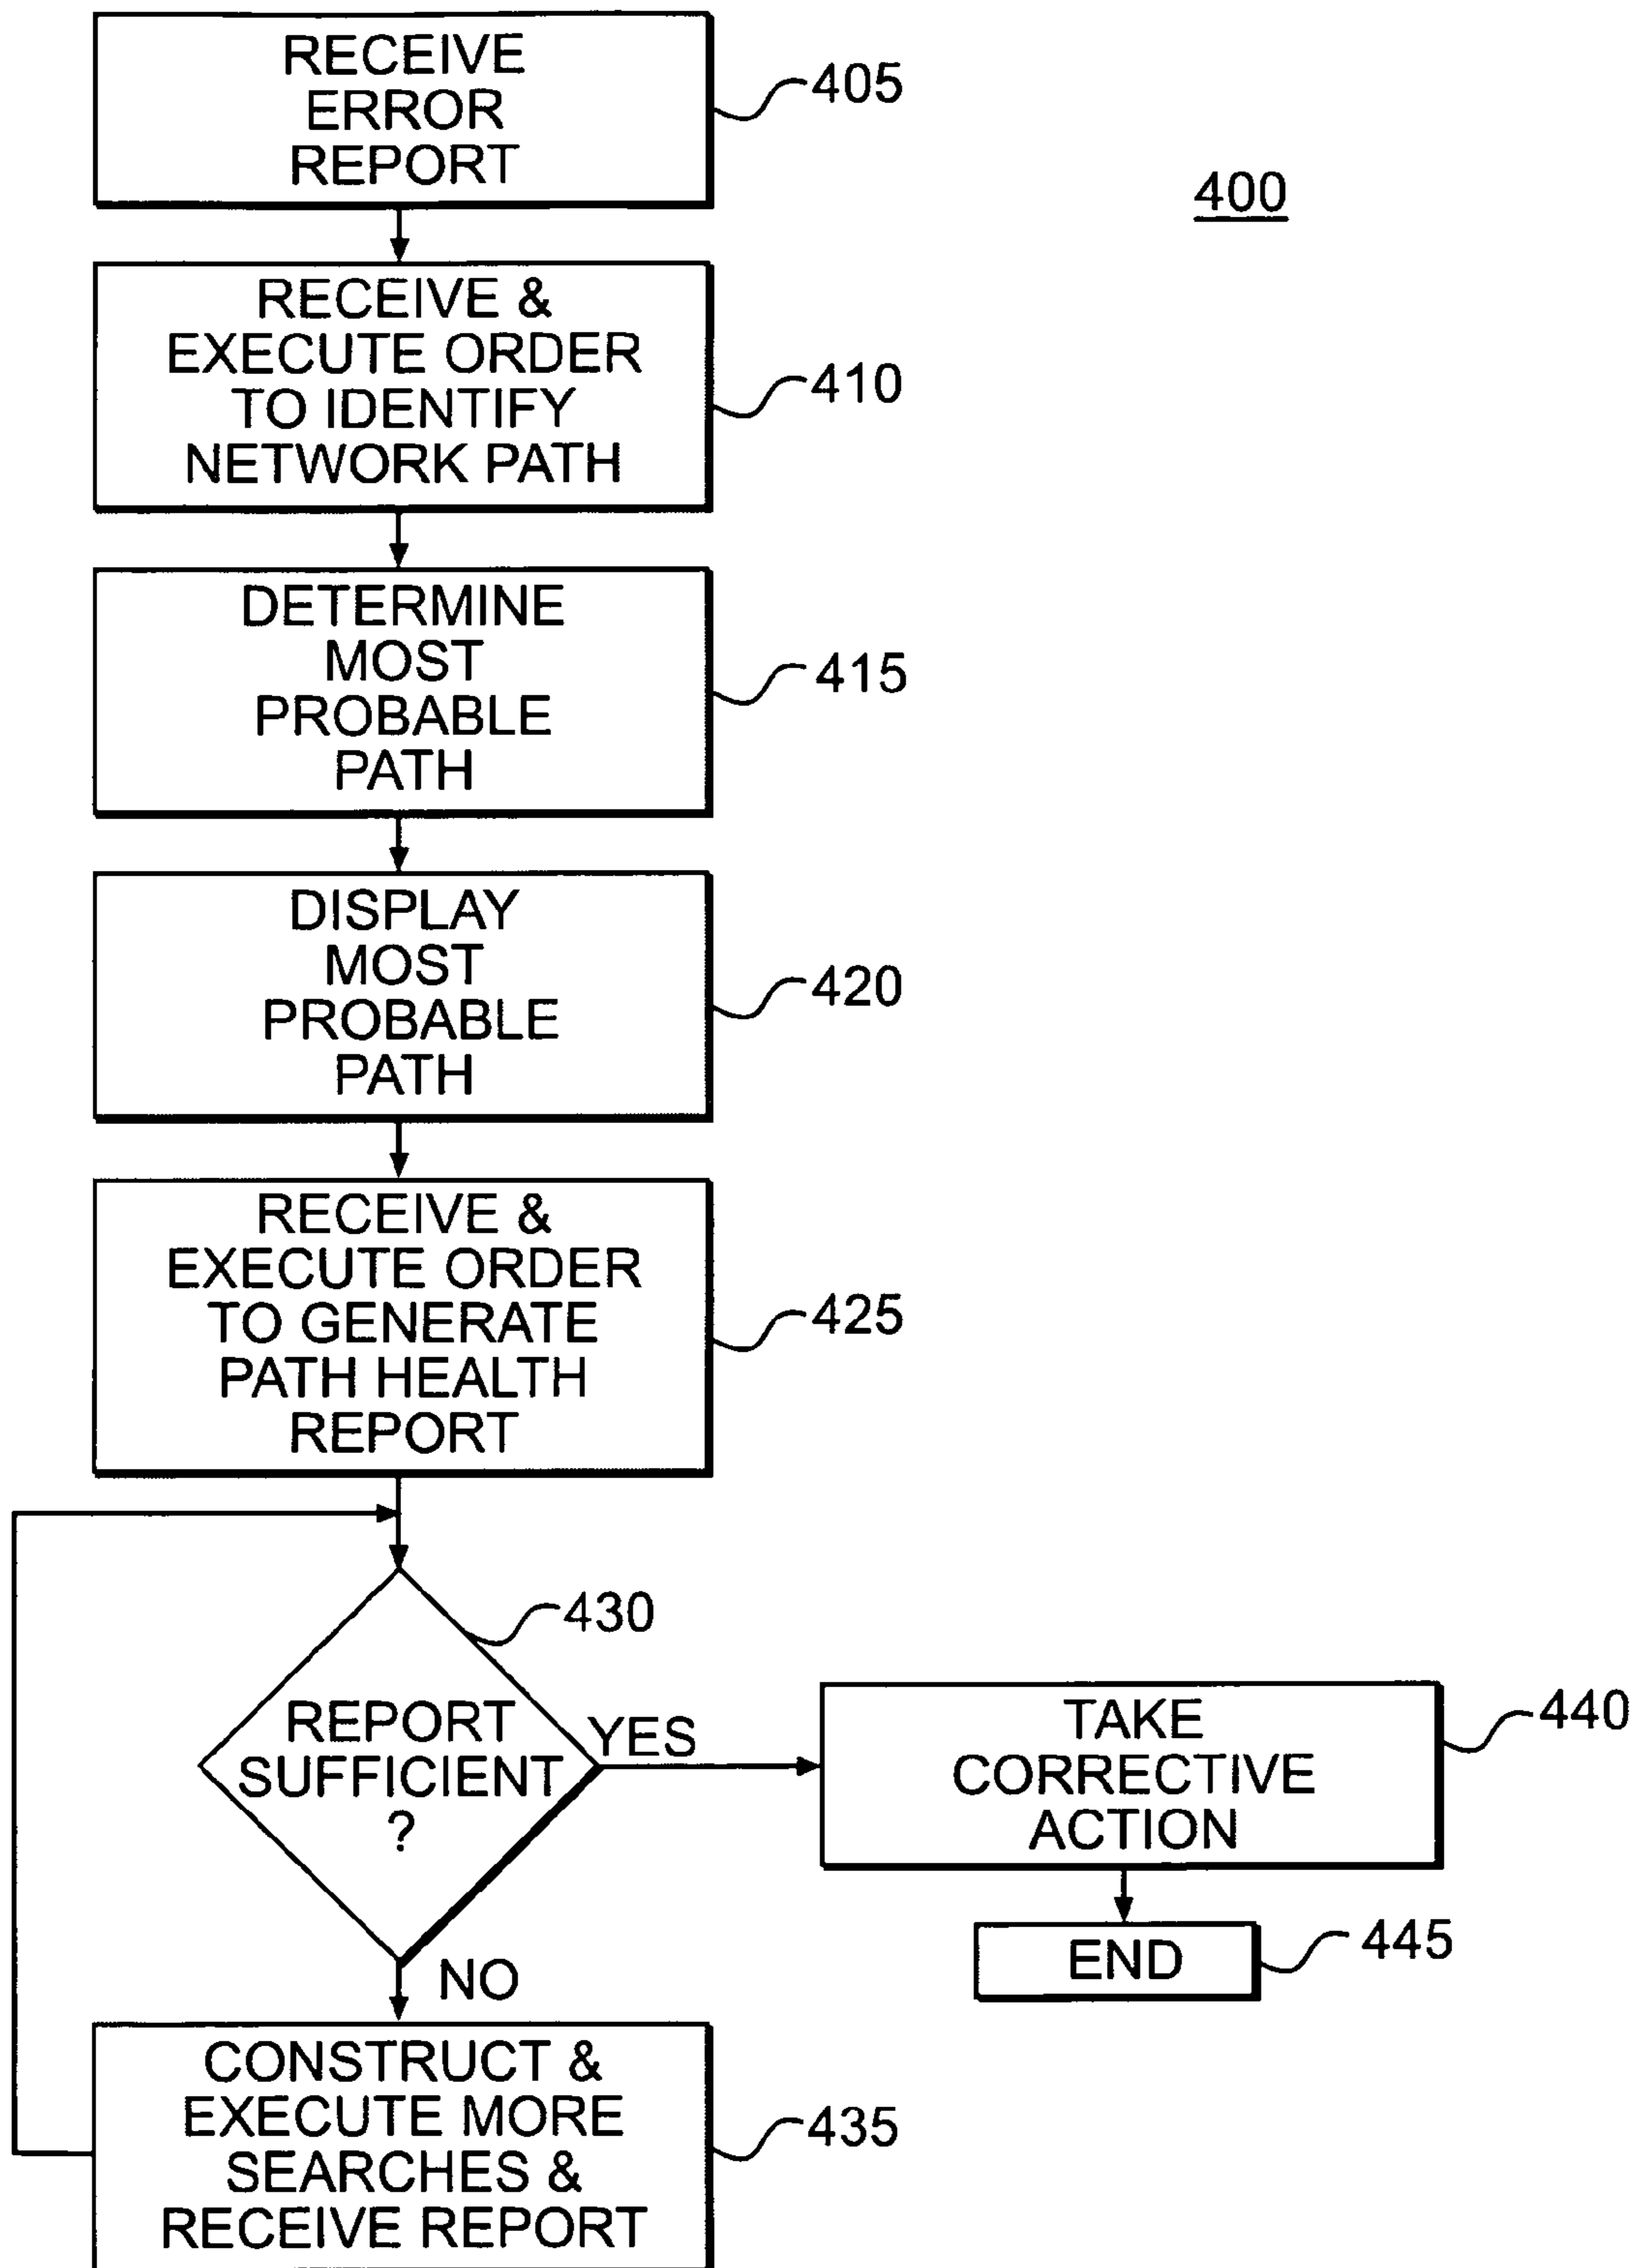 RECEIVE
ERROR
REPORT
405
400
RECEIVE &
EXECUTE ORDER
TO IDENTIFY
NETWORK PATH
410
DETERMINE
MOST
PROBABLE
PATH
415
DISPLAY
MOST
PROBABLE
PATH
420
RECEIVE &
EXECUTE ORDER
TO GENERATE
PATH HEALTH
REPORT
425
430
REPORT
SUFFICIENT
?
YES
TAKE
CORRECTIVE
ACTION
440
END
445
NO
CONSTRUCT &
EXECUTE MORE
SEARCHES &
RECEIVE REPORT
435